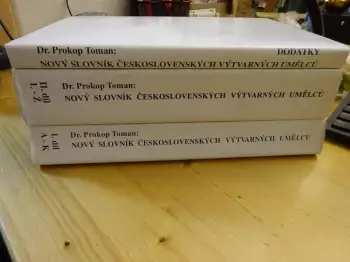 Dr. Prokop Toman: DODATKY
NOVÝ SLOVNÍK ČESKOSLOVENSKÝCH VÝTVARNÝCH UMĚLCŮ
II. díl
L - Ž
Dr. Prokop Toman:
NOVÝ SLOVNÍK ČESKOSLOVENSKÝCH VÝTVARNÝCH UMĚLCŮ
I. díl
A - K
Dr. Prokop Toman:
NOVÝ SLOVNÍK ČESKOSLOVENSKÝCH VÝTVARNÝCH UMĚLCŮ